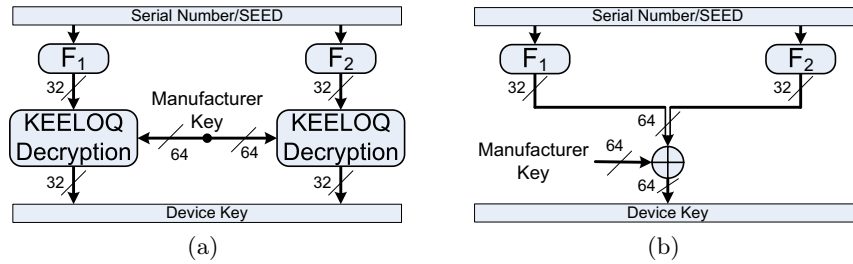 Serial Number/SEED
F1
F2
32
32
KEELOQ
Decryption
Manufacturer
Key
64
64
KEELOQ
Decryption
32
32
Device Key
(a)
Serial Number/SEED
F1
F2
32
32
64
Manufacturer
Key
64
64
Device Key
(b)